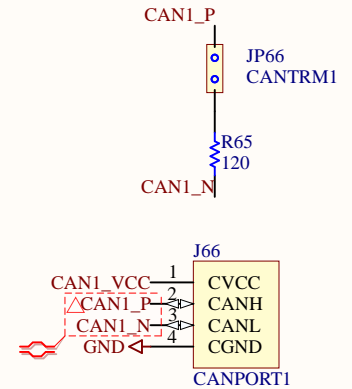 CAN1_P
JP66
CANTRM1
R65
120
CAN1_N
J66
CAN1_VCC 1 CVCC
CAN1_P 2 CANH
CAN1_N 3 CANL
GND 4 CGND
CANPORT1